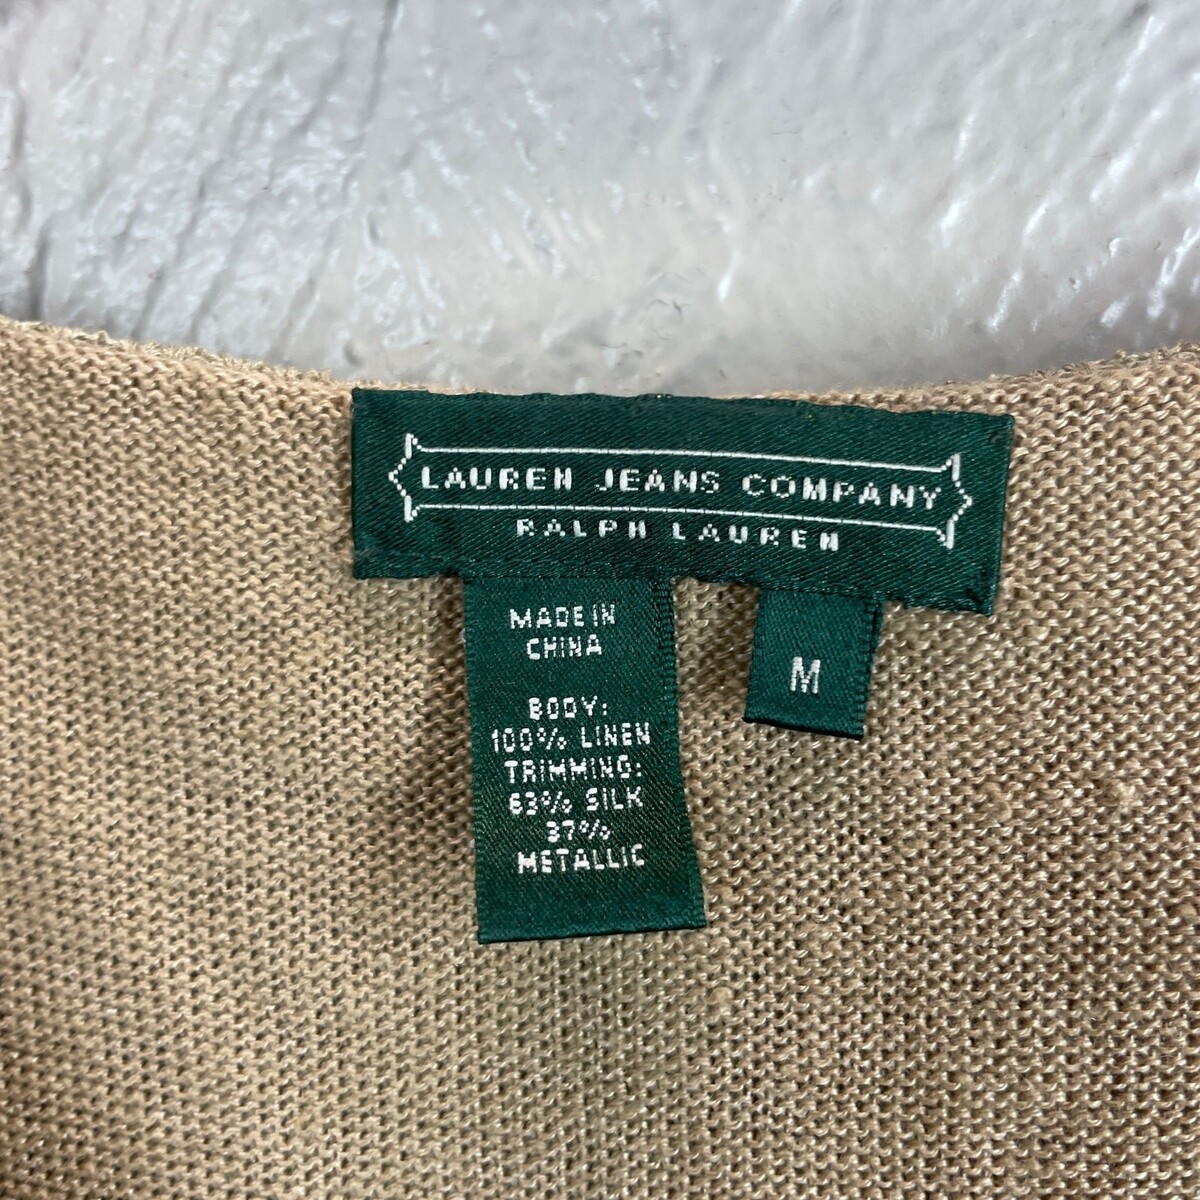 LAUREN JEANS COMPANY
RALPH LAUREN
MADE IN
CHINA
M
BODY:
100% LINEN
TRIMMING:
63% SILK
37%
METALLIC